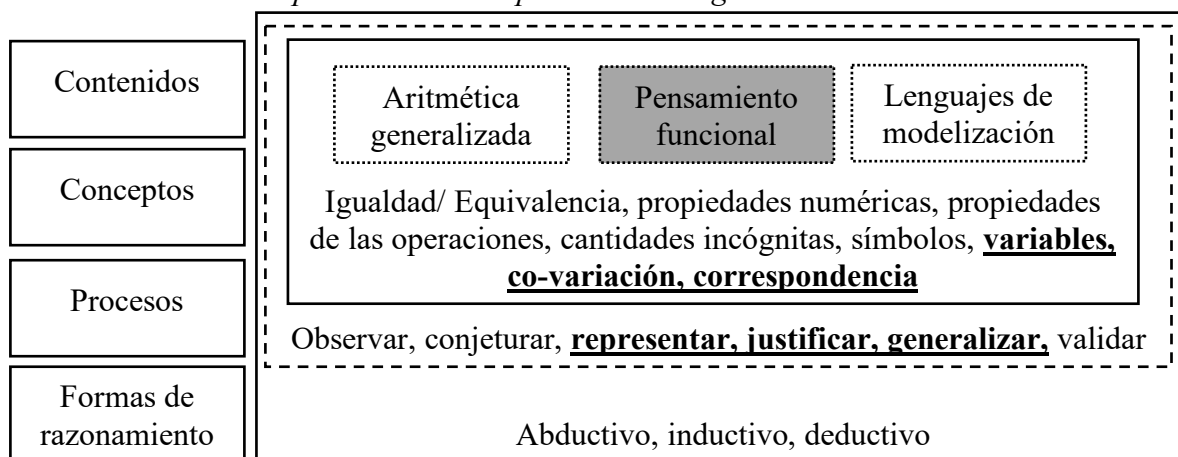 Contenidos
Aritmética
generalizada
Pensamiento
funcional
Lenguajes de
modelización
Conceptos
Igualdad/ Equivalencia, propiedades numéricas, propiedades
de las operaciones, cantidades incógnitas, símbolos, variables,
co-variación, correspondencia
Procesos
Observar, conjeturar, representar, justificar, generalizar, validar
Formas de
razonamiento
Abductivo, inductivo, deductivo